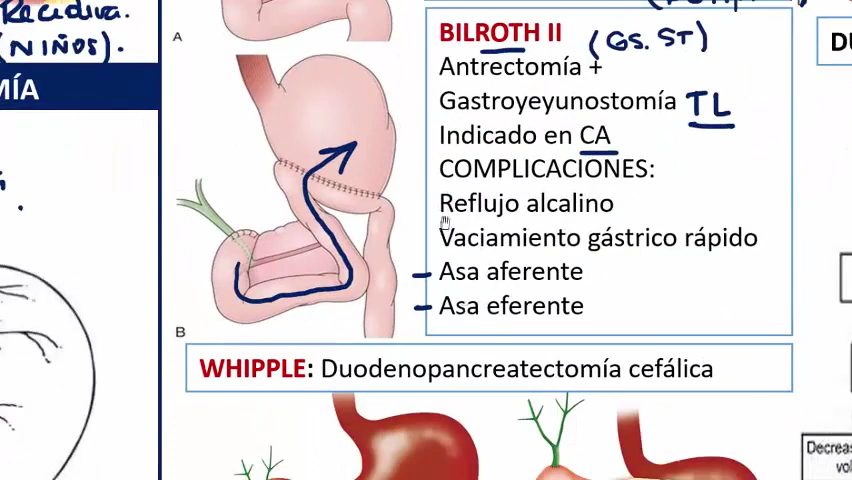 Recidiva.
(NIÑOS).
MÍA
A
BILROTH II (GS. ST)
Antrectomía +
Gastroyeyunostomía TL
Indicado en CA
COMPLICACIONES:
Reflujo alcalino
Vaciamiento gástrico rápido
Asa aferente
Asa eferente
B
WHIPPLE: Duodenopancreatectomía cefálica
DU
Decreas
vol